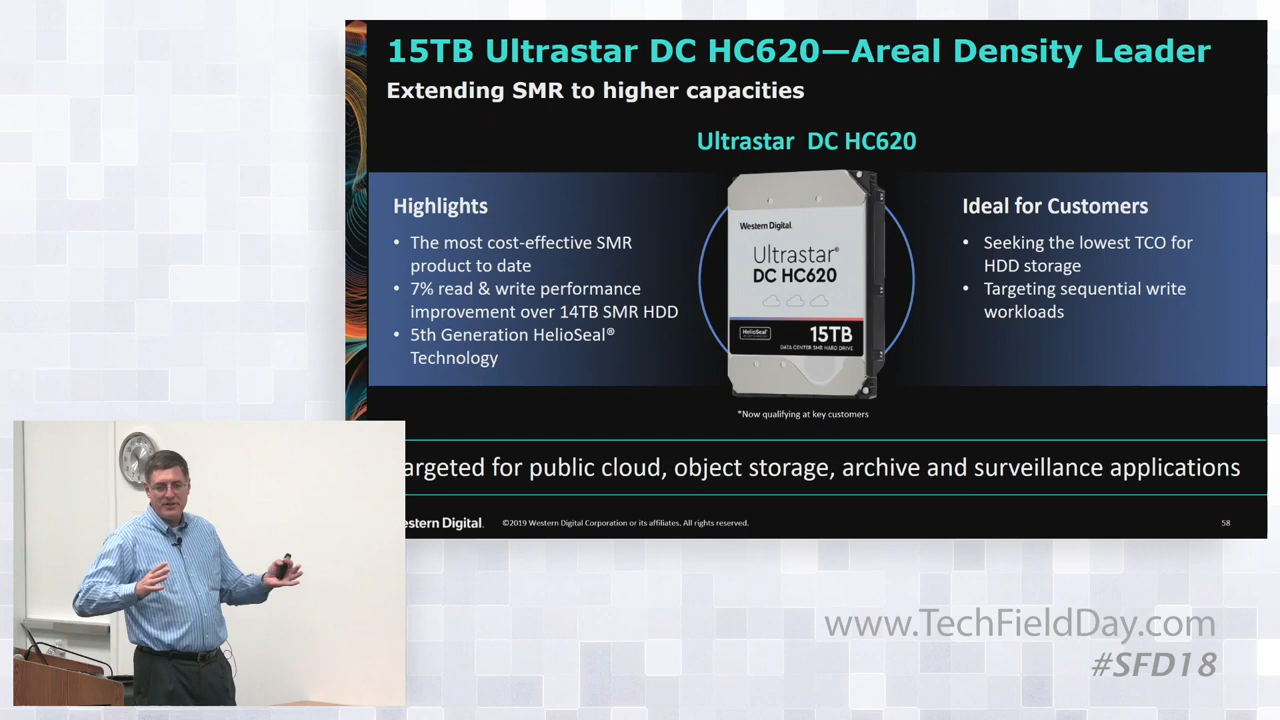 15TB Ultrastar DC HC620—Areal Density Leader
Extending SMR to higher capacities
Ultrastar DC HC620
Highlights
• The most cost-effective SMR
product to date
• 7% read & write performance
improvement over 14TB SMR HDD
• 5th Generation HelioSeal®
Technology
Western Digital.
Ultrastar®
DC HC620
HelioSeal®
15TB
DATA CENTER SMR HARD DRIVE
*Now qualifying at key customers
Ideal for Customers
• Seeking the lowest TCO for
HDD storage
• Targeting sequential write
workloads
argeted for public cloud, object storage, archive and surveillance applications
estern Digital.
©2019 Western Digital Corporation or its affiliates. All rights reserved.
58
www.TechFieldDay.com
#SFD18